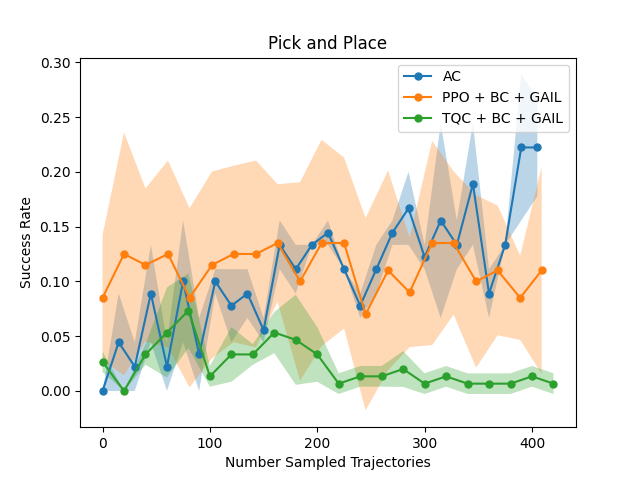 Pick and Place
0.30
0.25
0.20
0.15
0.10
0.05
0.00
Success Rate
AC
PPO + BC + GAIL
TQC + BC + GAIL
0 100 200 300 400
Number Sampled Trajectories